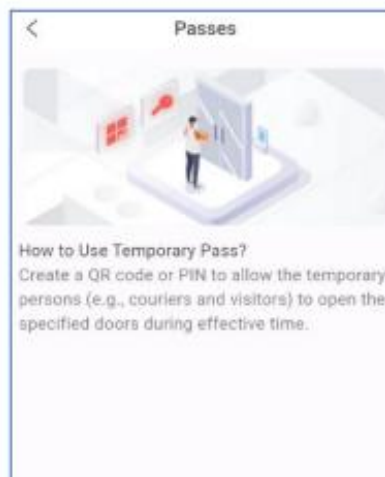 Passes
How to Use Temporary Pass?
Create a QR code or PIN to allow the temporary
persons (e.g., couriers and visitors) to open the
specified doors during effective time.